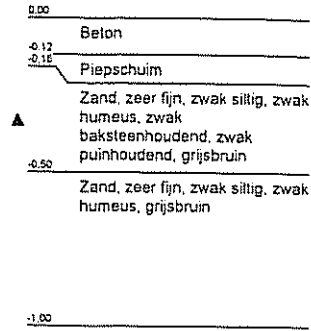 0.00
Beton
-0.12
-0.16
Piepschuim
Zand, zeer fijn, zwak siltig, zwak
humeus, zwak
baksteenhoudend, zwak
puinhoudend, grijsbruin
-0.50
Zand, zeer fijn, zwak siltig, zwak
humeus, grijsbruin
-1.00